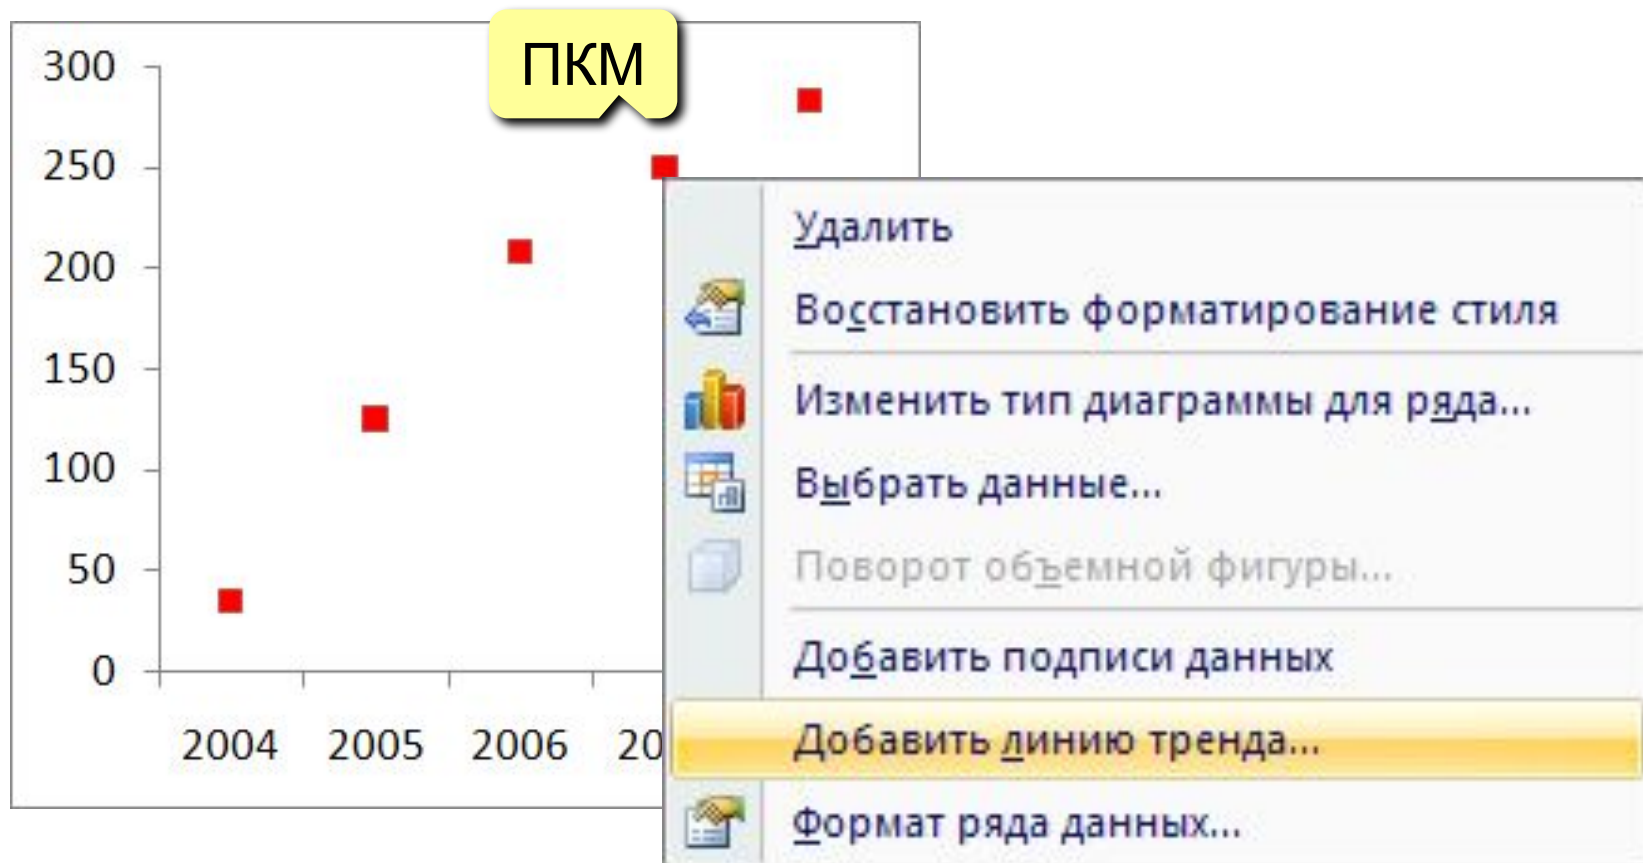 ПКМ
300
250
200
150
100
50
0
2004 2005 2006 20
Удалить
Восстановить форматирование стиля
Изменить тип диаграммы для ряда...
Выбрать данные...
Поворот объемной фигуры...
Добавить подписи данных
Добавить линию тренда...
Формат ряда данных...